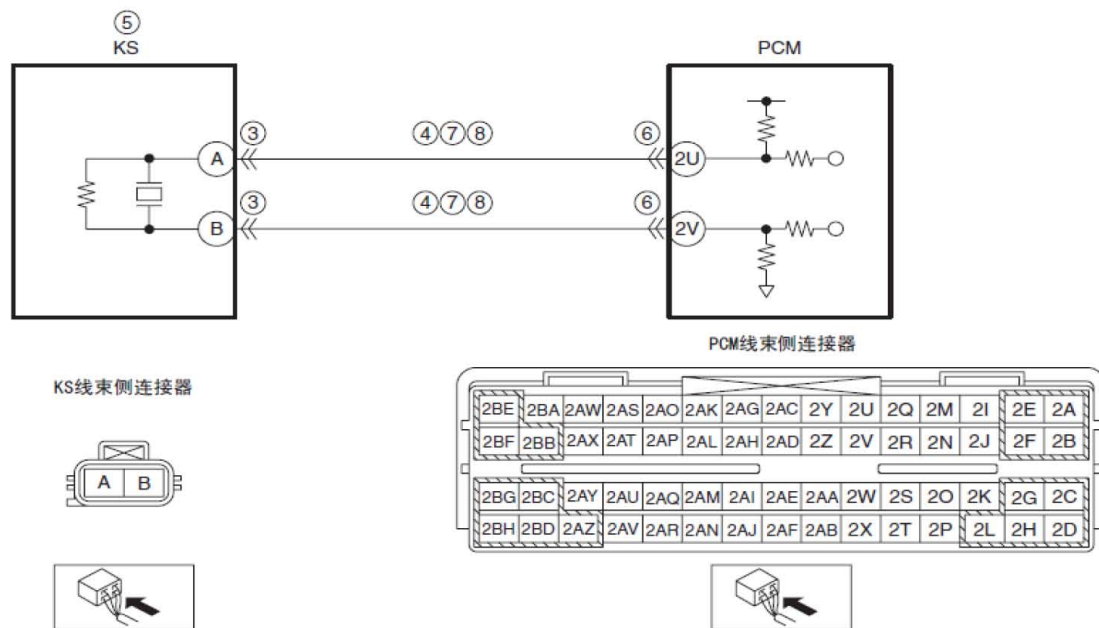 ⑤
KS
PCM
A ③ ④⑦⑧ ⑥ 2U
B ③ ④⑦⑧ ⑥ 2V
PCM线束侧连接器
KS线束侧连接器
A B
2BE 2BA 2AW 2AS 2AO 2AK 2AG 2AC 2Y 2U 2Q 2M 2I 2E 2A
2BF 2BB 2AX 2AT 2AP 2AL 2AH 2AD 2Z 2V 2R 2N 2J 2F 2B
2BG 2BC 2AY 2AU 2AQ 2AM 2AI 2AE 2AA 2W 2S 2O 2K 2G 2C
2BH 2BD 2AZ 2AV 2AR 2AN 2AJ 2AF 2AB 2X 2T 2P 2L 2H 2D